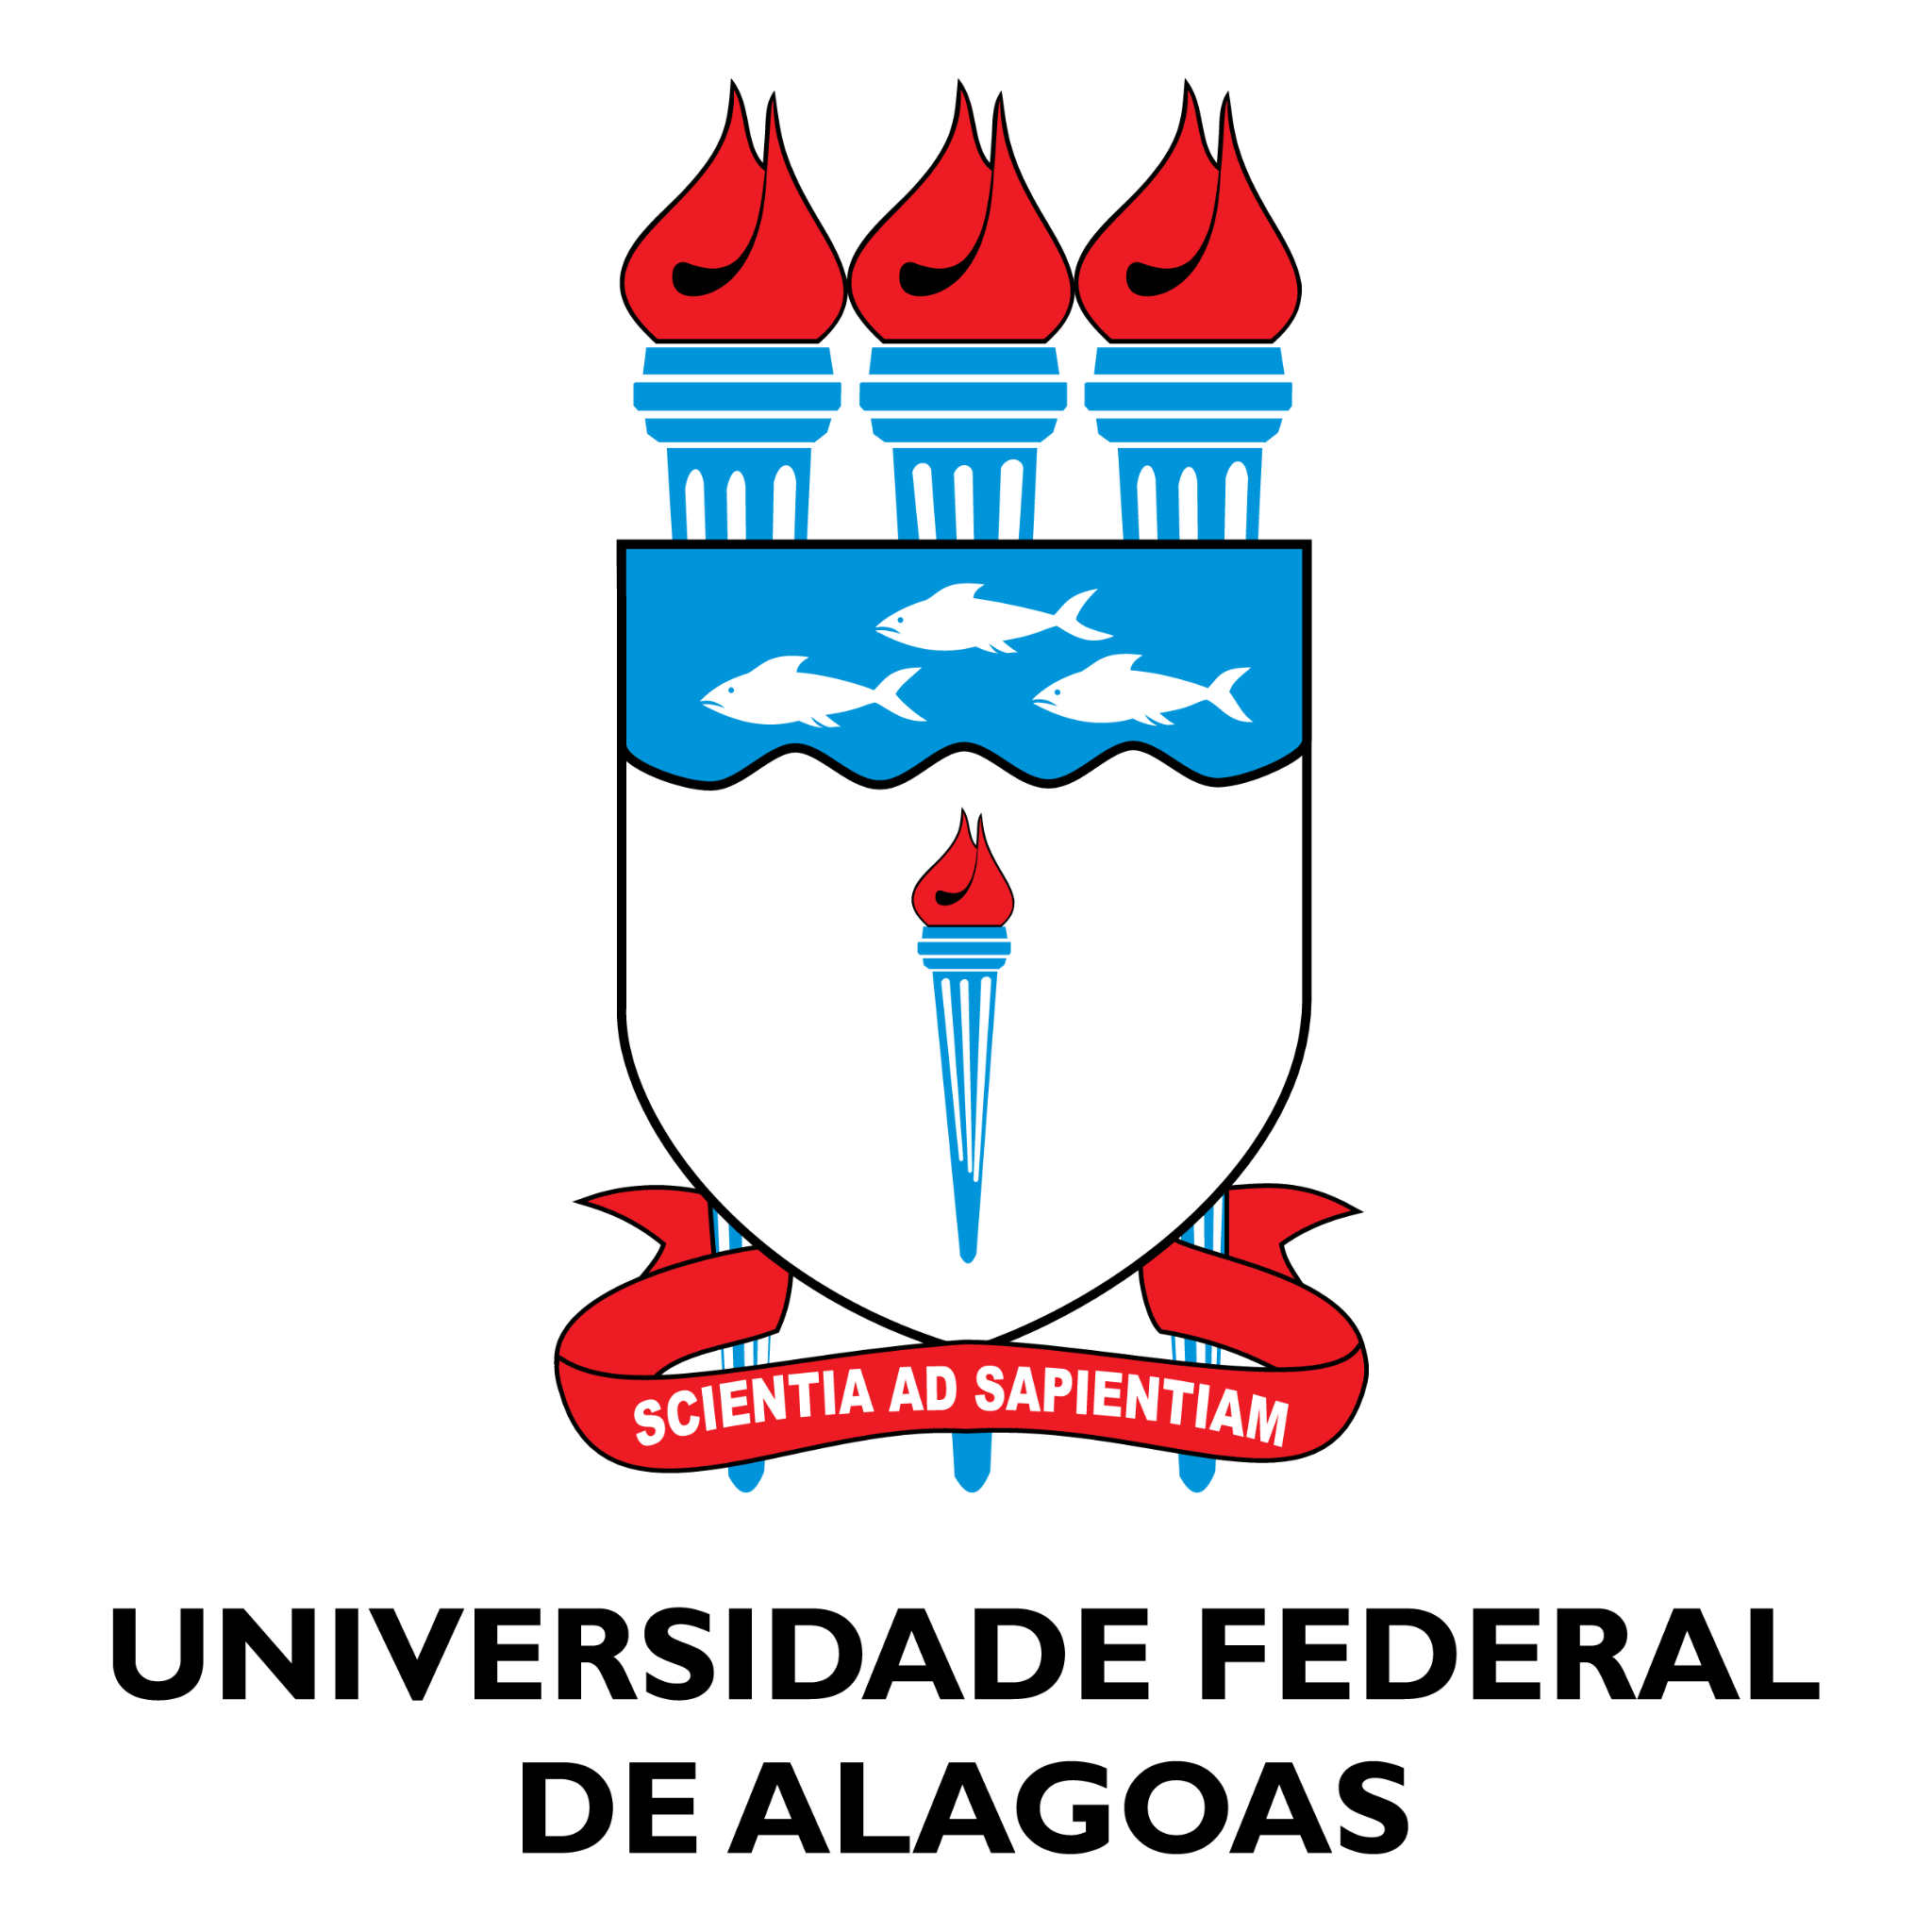 SCIENTIA AD SAPIENTIAM
UNIVERSIDADE FEDERAL
DE ALAGOAS